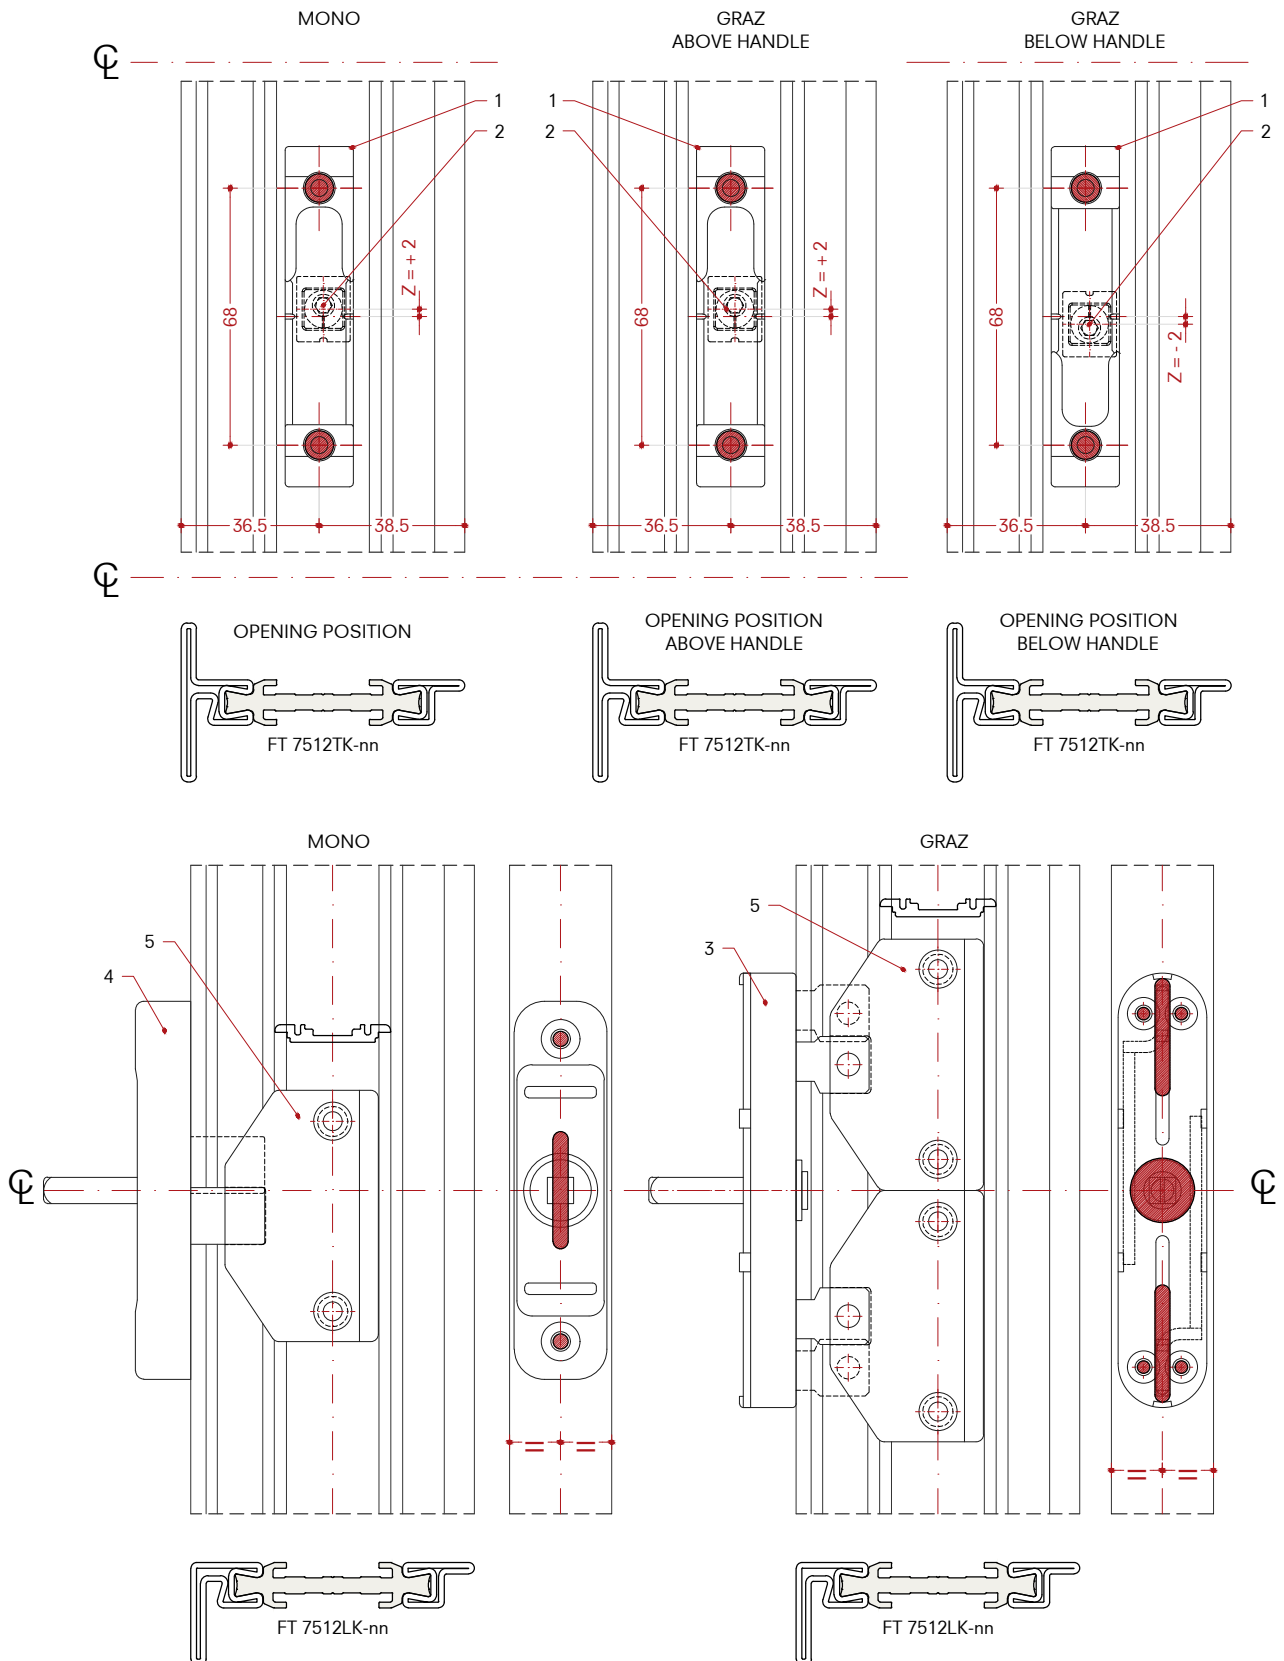 MONO
GRAZ
ABOVE HANDLE
GRAZ
BELOW HANDLE
℄
1
2
1
2
1
2
Z = + 2
Z = + 2
Z = - 2
68
68
68
36.5
38.5
36.5
38.5
36.5
38.5
℄
OPENING POSITION
OPENING POSITION
ABOVE HANDLE
OPENING POSITION
BELOW HANDLE
FT 7512TK-nn
FT 7512TK-nn
FT 7512TK-nn
MONO
GRAZ
5
4
5
3
℄
℄
=
=
=
=
FT 7512LK-nn
FT 7512LK-nn